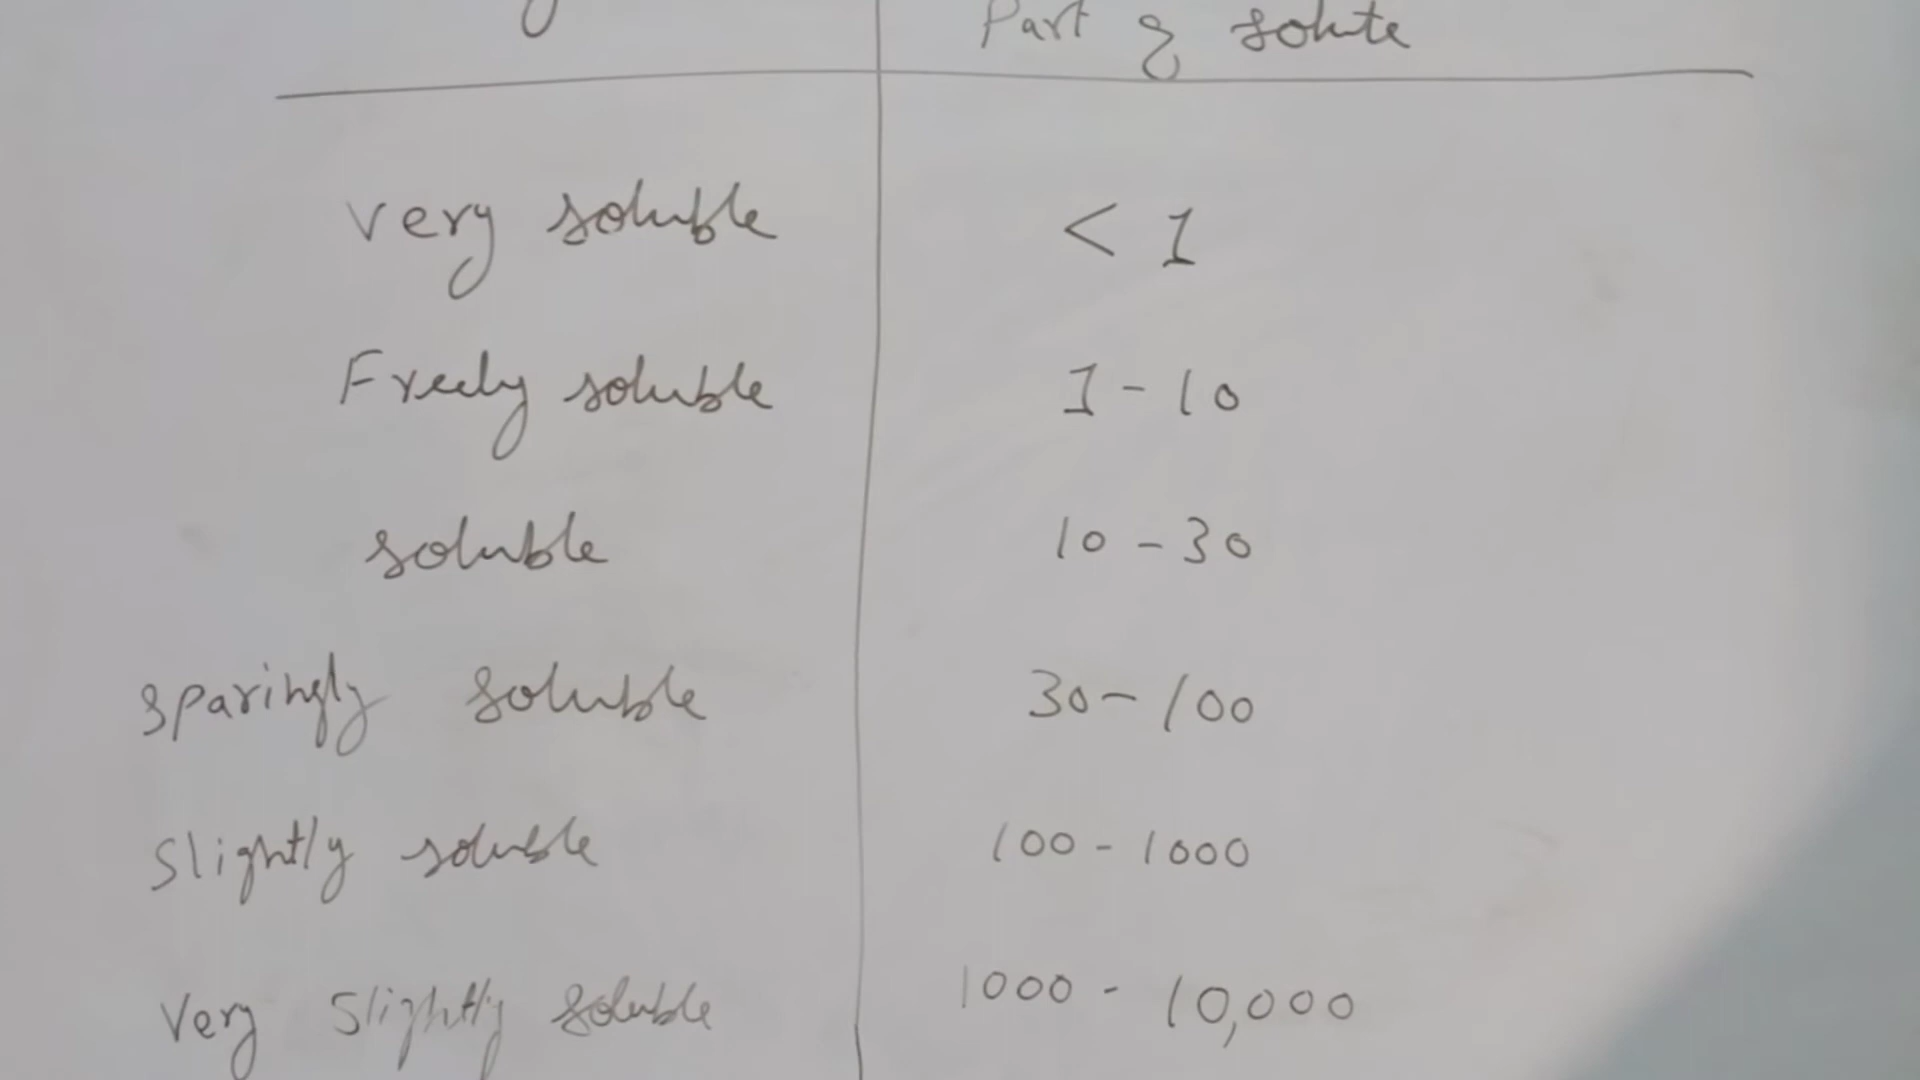 Part of solute
Very soluble < 1
Freely soluble 1-10
soluble 10-30
sparingly soluble 30-100
Slightly soluble 100-1000
Very Slightly soluble 1000-10,000